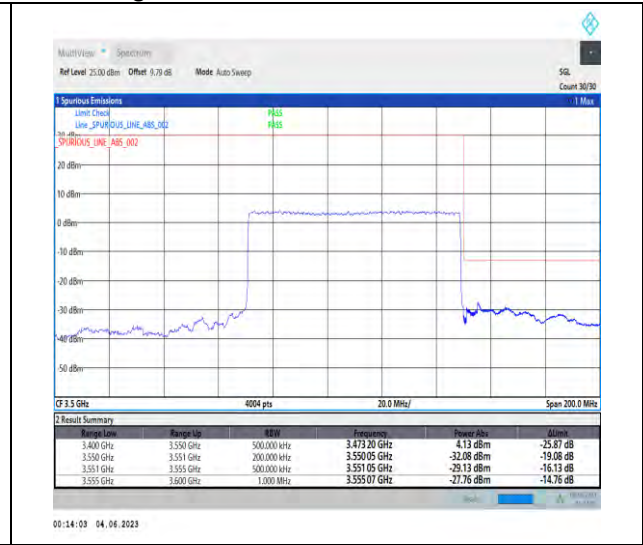 MultiView Spectrum
Ref Level 25.00 dBm Offset 9.79 dB Mode Auto Sweep SGL
Count 30/30
1 Spurious Emissions 1 Max
Limit Check PASS
Line _SPURIOUS_LINE_ABS_002 PASS
_SPURIOUS_LINE_ABS_002
20 dBm
10 dBm
0 dBm
-10 dBm
-20 dBm
-30 dBm
-40 dBm
-50 dBm
CF 3.5 GHz 4004 pts 20.0 MHz/ Span 200.0 MHz
2 Result Summary
Range Low Range Up RBW Frequency Power Abs ΔLimit
3.400 GHz 3.550 GHz 500.000 kHz 3.473 20 GHz 4.13 dBm -25.87 dB
3.550 GHz 3.551 GHz 200.000 kHz 3.550 05 GHz -32.08 dBm -19.08 dB
3.551 GHz 3.555 GHz 500.000 kHz 3.551 05 GHz -29.13 dBm -16.13 dB
3.555 GHz 3.600 GHz 1.000 MHz 3.555 07 GHz -27.76 dBm -14.76 dB
00:14:03 04.06.2023